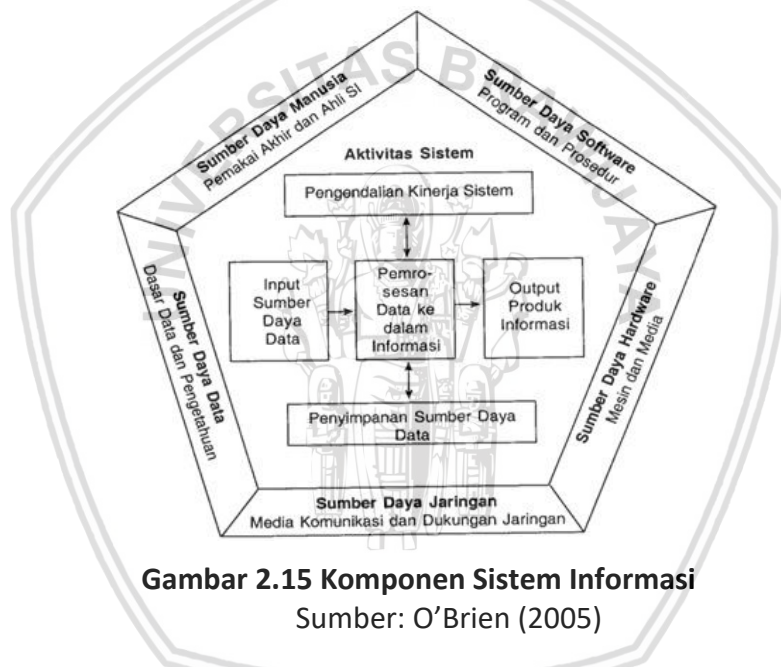 UNIVERSITAS BRAWIJAYA
Sumber Daya Manusia
Pemakai Akhir dan Ahli SI
Sumber Daya Software
Program dan Prosedur
Aktivitas Sistem
Pengendalian Kinerja Sistem
Input
Sumber
Daya
Data
Pemro-
sesan
Data ke
dalam
Informasi
Output
Produk
Informasi
Penyimpanan Sumber Daya
Data
Sumber Daya Data
Dasar Data dan Pengetahuan
Sumber Daya Hardware
Mesin dan Media
Sumber Daya Jaringan
Media Komunikasi dan Dukungan Jaringan
Gambar 2.15 Komponen Sistem Informasi
Sumber: O’Brien (2005)